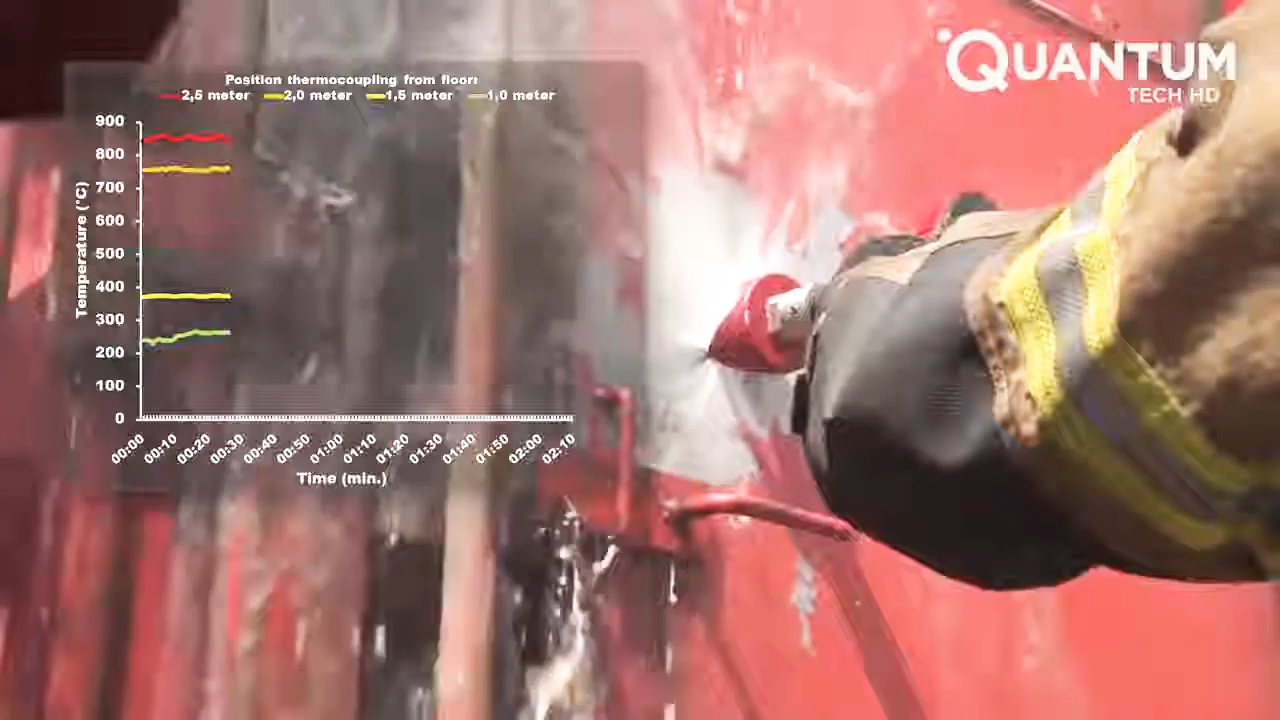 QUANTUM
TECH HD
Position thermocoupling from floor:
2,5 meter 2,0 meter 1,5 meter 1,0 meter
900
800
700
600
500
400
300
200
100
0
Temperature (°C)
00:00 00:10 00:20 00:30 00:40 00:50 01:00 01:10 01:20 01:30 01:40 01:50 02:00 02:10
Time (min.)